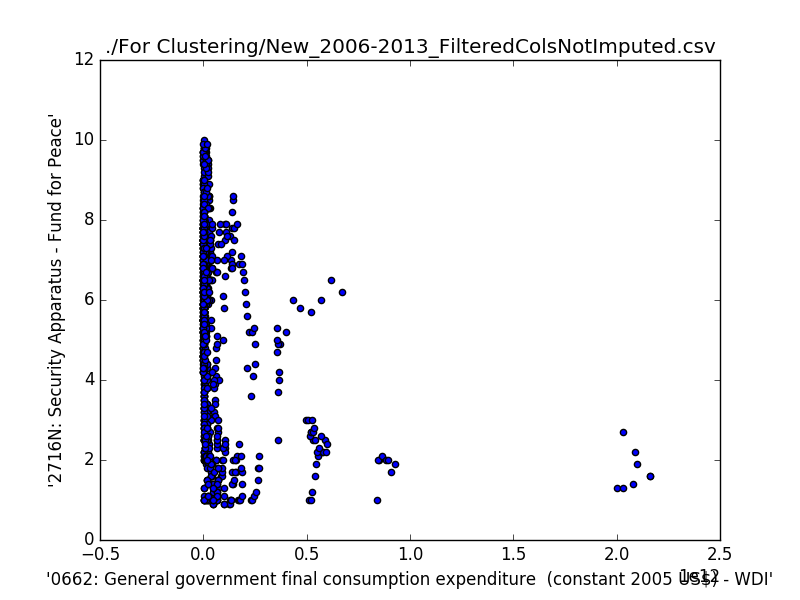 ./For Clustering/New_2006-2013_FilteredColsNotImputed.csv
12
10
8
6
4
2
0
'2716N: Security Apparatus - Fund for Peace'
−0.5 0.0 0.5 1.0 1.5 2.0 2.5
1e12
'0662: General government final consumption expenditure (constant 2005 US$) - WDI'